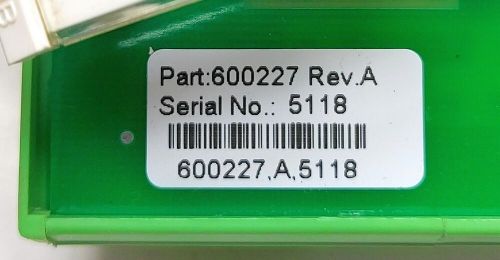 Part:600227 Rev.A
Serial No.: 5118
600227,A,5118
B